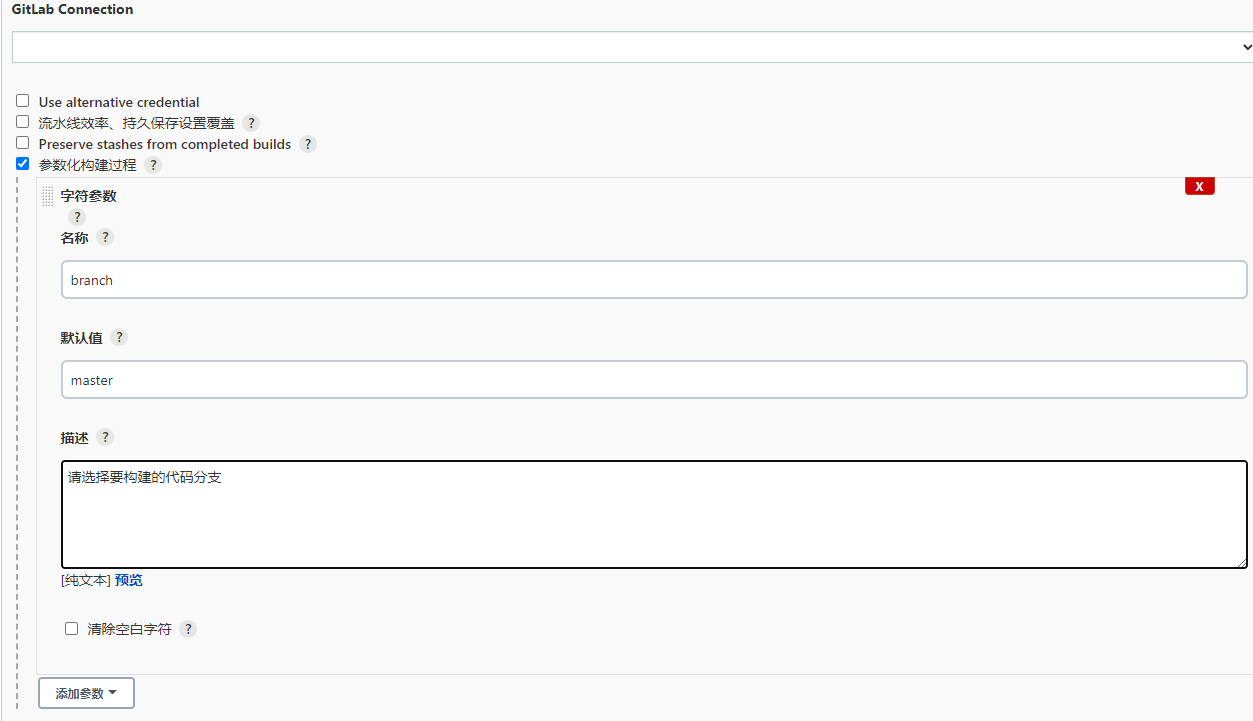 GitLab Connection
Use alternative credential
流水线效率、持久保存设置覆盖 ?
Preserve stashes from completed builds ?
参数化构建过程 ?
字符参数
X
?
名称 ?
branch
默认值 ?
master
描述 ?
请选择要构建的代码分支
[纯文本] 预览
清除空白字符 ?
添加参数